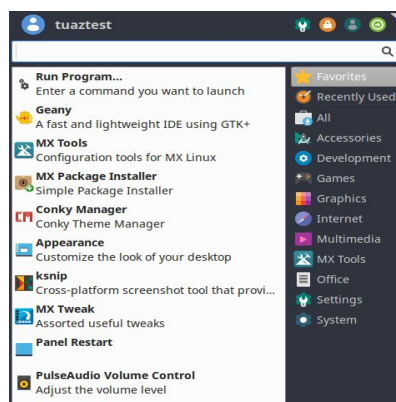 tuaztest
Run Program...
Enter a command you want to launch
Geany
A fast and lightweight IDE using GTK+
MX Tools
Configuration tools for MX Linux
MX Package Installer
Simple Package Installer
Conky Manager
Conky Theme Manager
Appearance
Customize the look of your desktop
ksnip
Cross-platform screenshot tool that provi...
MX Tweak
Assorted useful tweaks
Panel Restart
PulseAudio Volume Control
Adjust the volume level
Favorites
Recently Used
All
Accessories
Development
Games
Graphics
Internet
Multimedia
MX Tools
Office
Settings
System